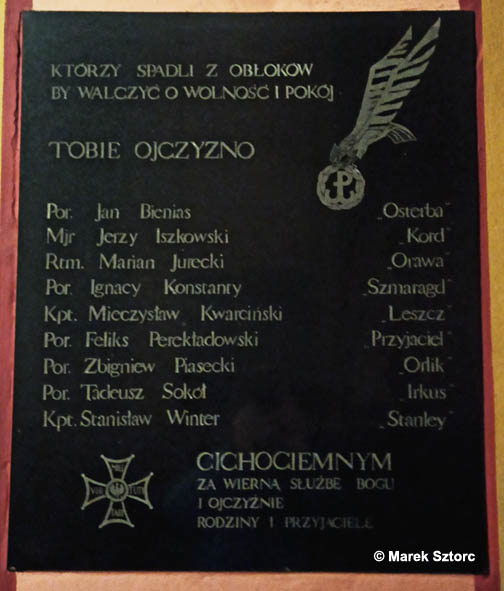 KTÓRZY SPADLI Z OBŁOKÓW
BY WALCZYĆ O WOLNOŚĆ I POKÓJ
TOBIE OJCZYZNO
Por. Jan Bienias „Osterba"
Mjr Jerzy Iszkowski „Kord"
Rtm. Marian Jurecki „Orawa"
Por. Ignacy Konstanty „Szmaragd"
Kpt. Mieczysław Kwarciński „Leszcz"
Por. Feliks Perekładowski „Przyjaciel"
Por. Zbigniew Piasecki „Orlik"
Por. Tadeusz Sokół „Irkus"
Kpt. Stanisław Winter „Stanley"
CICHOCIEMNYM
ZA WIERNĄ SŁUŻBĘ BOGU
I OJCZYŹNIE
RODZINY I PRZYJACIELE
© Marek Sztorc